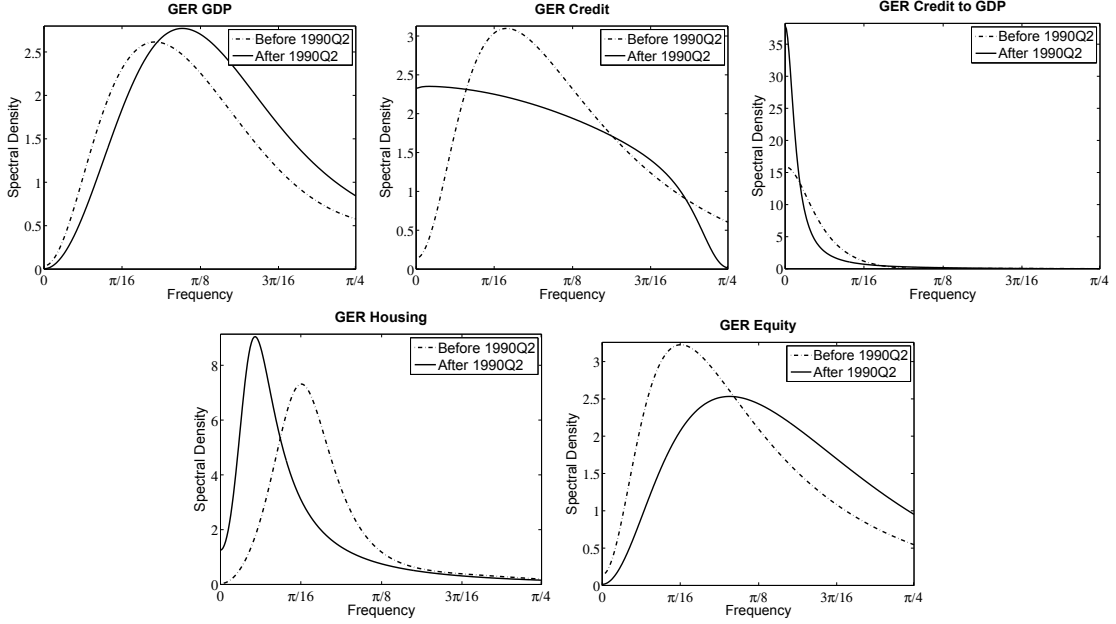 GER GDP
Before 1990Q2
After 1990Q2
Spectral Density
2.5
2
1.5
1
0.5
0
0
π/16
π/8
3π/16
π/4
Frequency
GER Credit
Before 1990Q2
After 1990Q2
Spectral Density
3
2.5
2
1.5
1
0.5
0
0
π/16
π/8
3π/16
π/4
Frequency
GER Credit to GDP
Before 1990Q2
After 1990Q2
Spectral Density
35
30
25
20
15
10
5
0
0
π/16
π/8
3π/16
π/4
Frequency
GER Housing
Before 1990Q2
After 1990Q2
Spectral Density
8
6
4
2
0
0
π/16
π/8
3π/16
π/4
Frequency
GER Equity
Before 1990Q2
After 1990Q2
Spectral Density
3
2.5
2
1.5
1
0.5
0
0
π/16
π/8
3π/16
π/4
Frequency